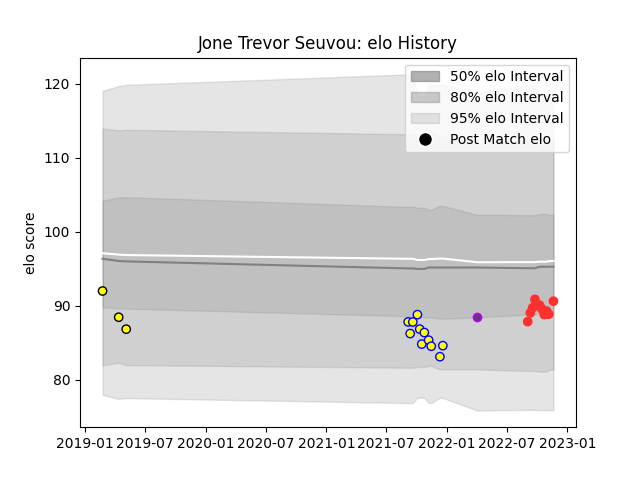 Jone Trevor Seuvou: elo History
50% elo Interval
80% elo Interval
95% elo Interval
Post Match elo
elo score
120
110
100
90
80
2019-01 2019-07 2020-01 2020-07 2021-01 2021-07 2022-01 2022-07 2023-01